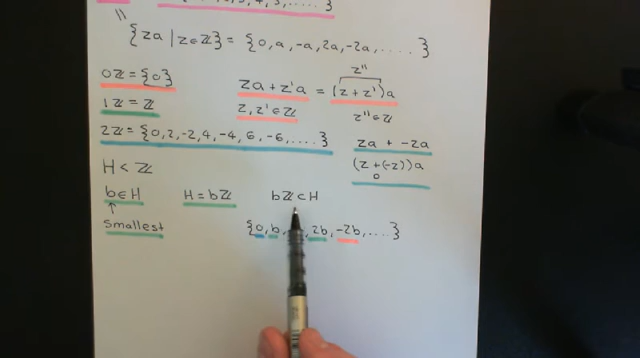 {za | z∈ℤ} = {0, a, -a, 2a, -2a, ....}
z''
0ℤ = {0} za + z'a = (z + z')a
1ℤ = ℤ z, z' ∈ ℤ z'' ∈ ℤ
2ℤ = {0, 2, -2, 4, -4, 6, -6, ....} za + -za
H < ℤ (z + (-z))a
0
b ∈ H H = bℤ bℤ ⊂ H
↑
Smallest {0, b, 2b, -2b, ....}